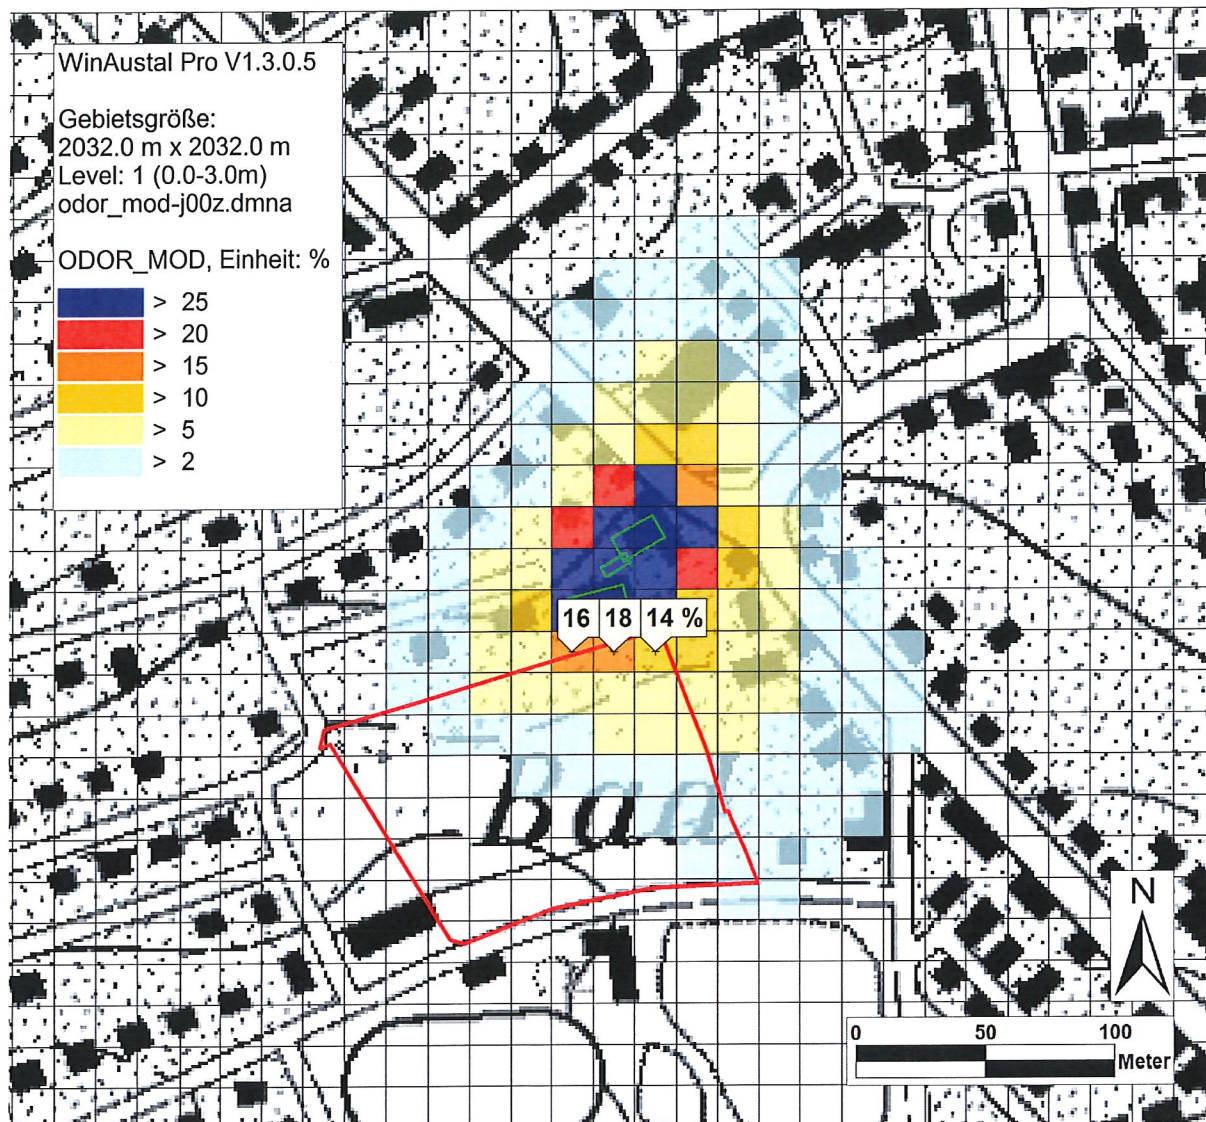 WinAustal Pro V1.3.0.5
Gebietsgröße:
2032.0 m x 2032.0 m
Level: 1 (0.0-3.0m)
odor_mod-j00z.dmna
ODOR_MOD, Einheit: %
> 25
> 20
> 15
> 10
> 5
> 2
16 18 14 %
Bad
N
0 50 100
Meter